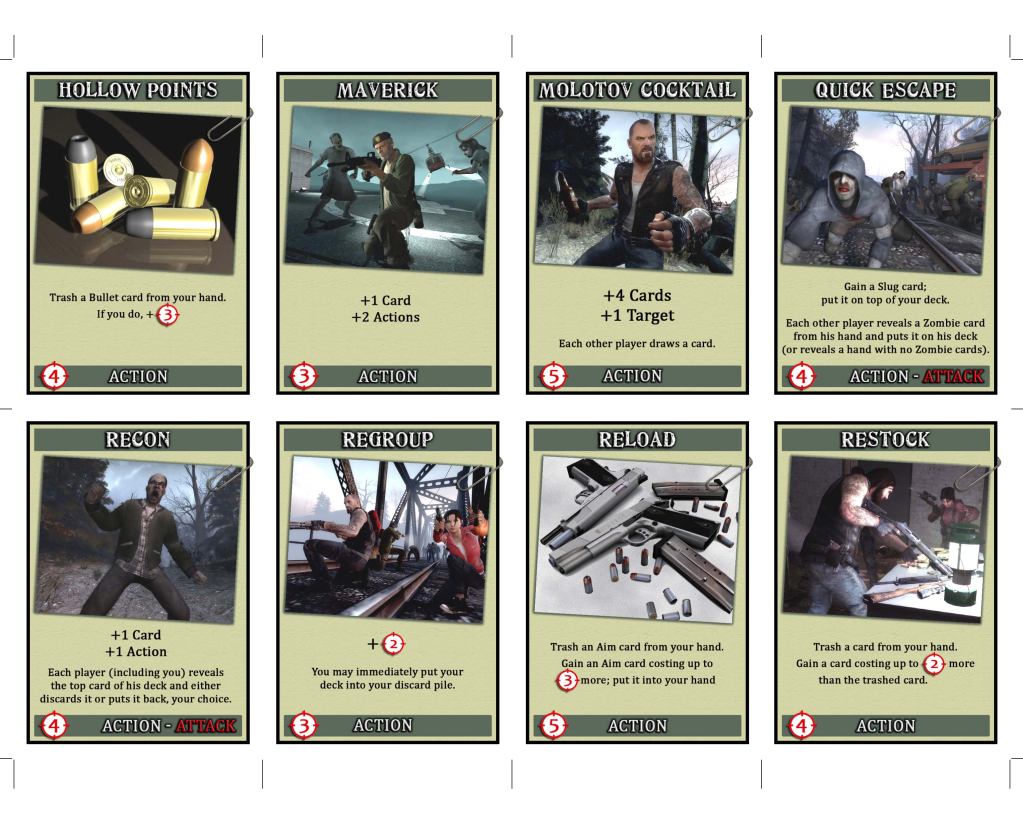 HOLLOW POINTS
Trash a Bullet card from your hand.
If you do, + 3
4 ACTION
MAVERICK
+1 Card
+2 Actions
3 ACTION
MOLOTOV COCKTAIL
+4 Cards
+1 Target
Each other player draws a card.
5 ACTION
QUICK ESCAPE
Gain a Slug card;
put it on top of your deck.
Each other player reveals a Zombie card
from his hand and puts it on his deck
(or reveals a hand with no Zombie cards).
4 ACTION - ATTACK
RECON
+1 Card
+1 Action
Each player (including you) reveals
the top card of his deck and either
discards it or puts it back, your choice.
4 ACTION - ATTACK
REGROUP
+ 2
You may immediately put your
deck into your discard pile.
3 ACTION
RELOAD
Trash an Aim card from your hand.
Gain an Aim card costing up to
3 more; put it into your hand
5 ACTION
RESTOCK
Trash a card from your hand.
Gain a card costing up to 2 more
than the trashed card.
4 ACTION